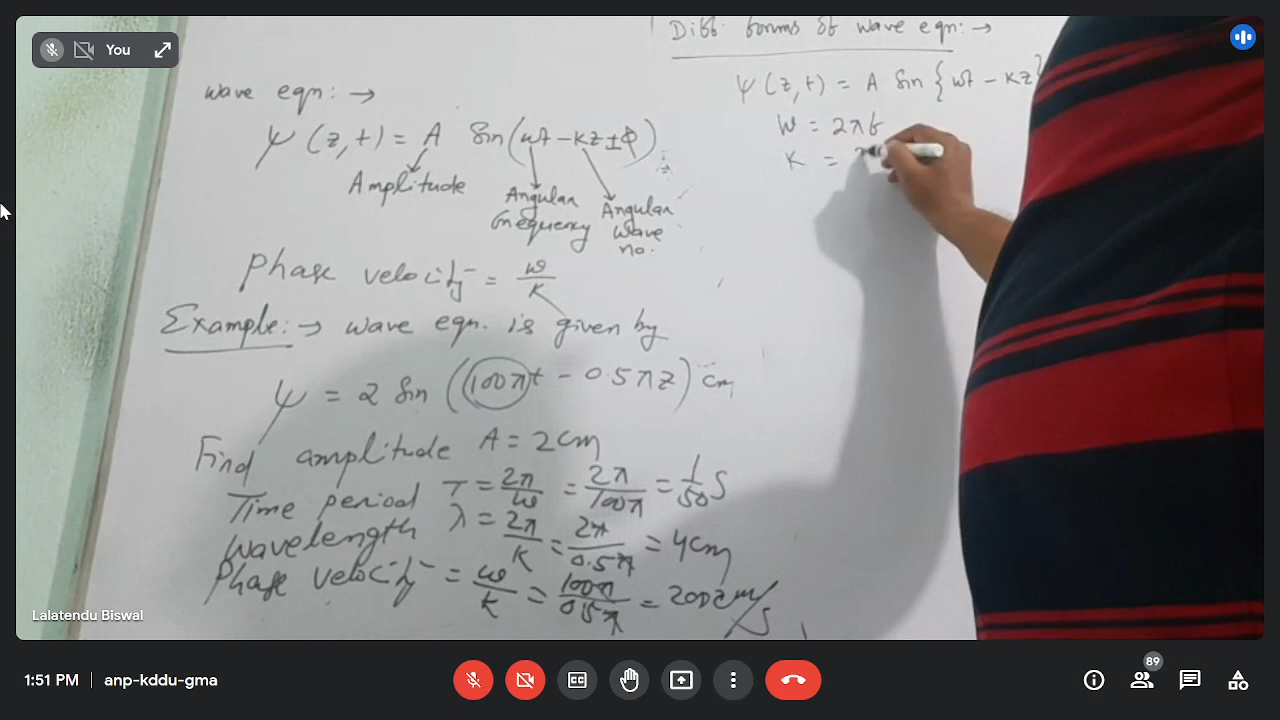 You
wave eqn: →
ψ (z,t) = A Sin(ωt - kz ± φ)
Amplitude
Angular frequency
Angular wave no.
Phase velocity = ω/k
Example: → wave eqn. is given by
ψ = 2 Sin (100πt - 0.5πz) cm
Find amplitude A = 2cm
Time period T = 2π/ω = 2π/100π = 1/50 S
Wavelength λ = 2π/k = 2π/0.5π = 4cm
Phase velocity = ω/k = 100π/0.5π = 200cm/s
Diff forms of wave eqn: →
ψ (z,t) = A Sin { ωt - kz }
W = 2πf
K =
Lalatendu Biswal
1:51 PM | anp-kddu-gma
89